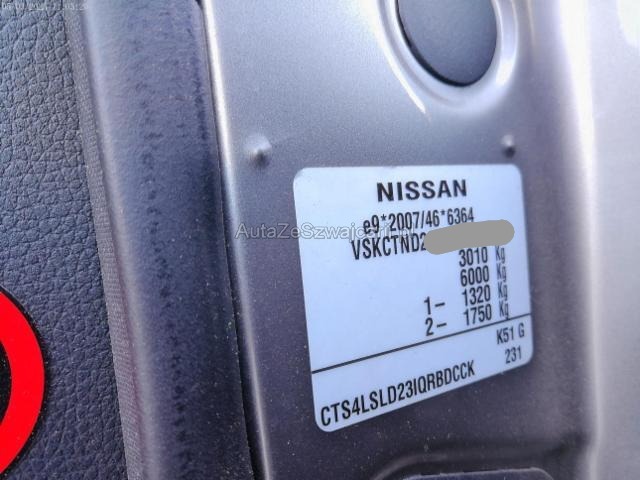 NISSAN
e9*2007/46*6364
AutaZeSzwajcarii.pl
VSKCTND2
3010 Kg
6000 Kg
1- 1320 Kg
2- 1750 Kg
K51 G
231
CTS4LSLD23IQRBDCCK